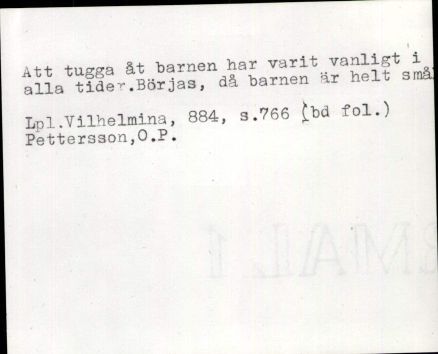 Att tugga åt barnen har varit vanligt i
alla tider.Börjas, då barnen är helt små
Lpl.Vilhelmina, 884, s.766 (bd fol.)
Pettersson,O.P.